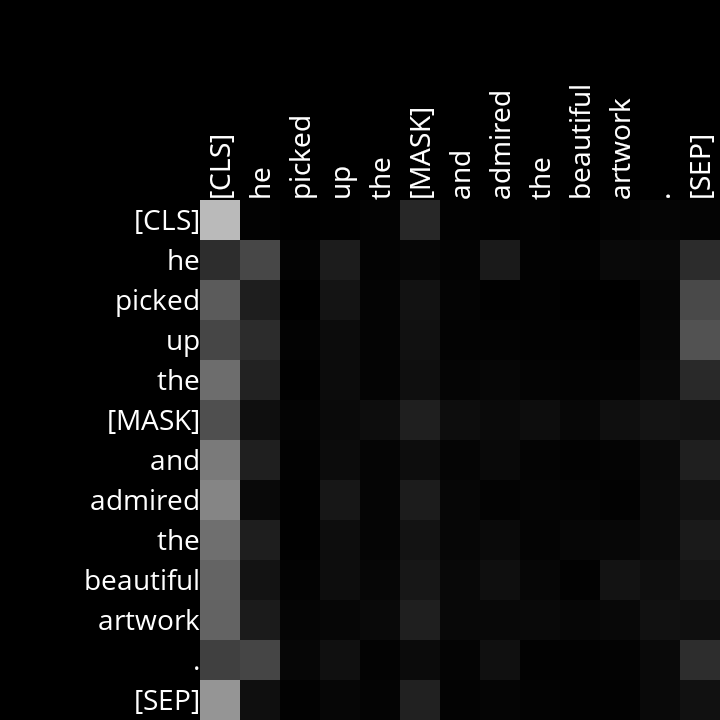 [CLS] he picked up the [MASK] and admired the beautiful artwork . [SEP]
[CLS]
he
picked
up
the
[MASK]
and
admired
the
beautiful
artwork
.
[SEP]